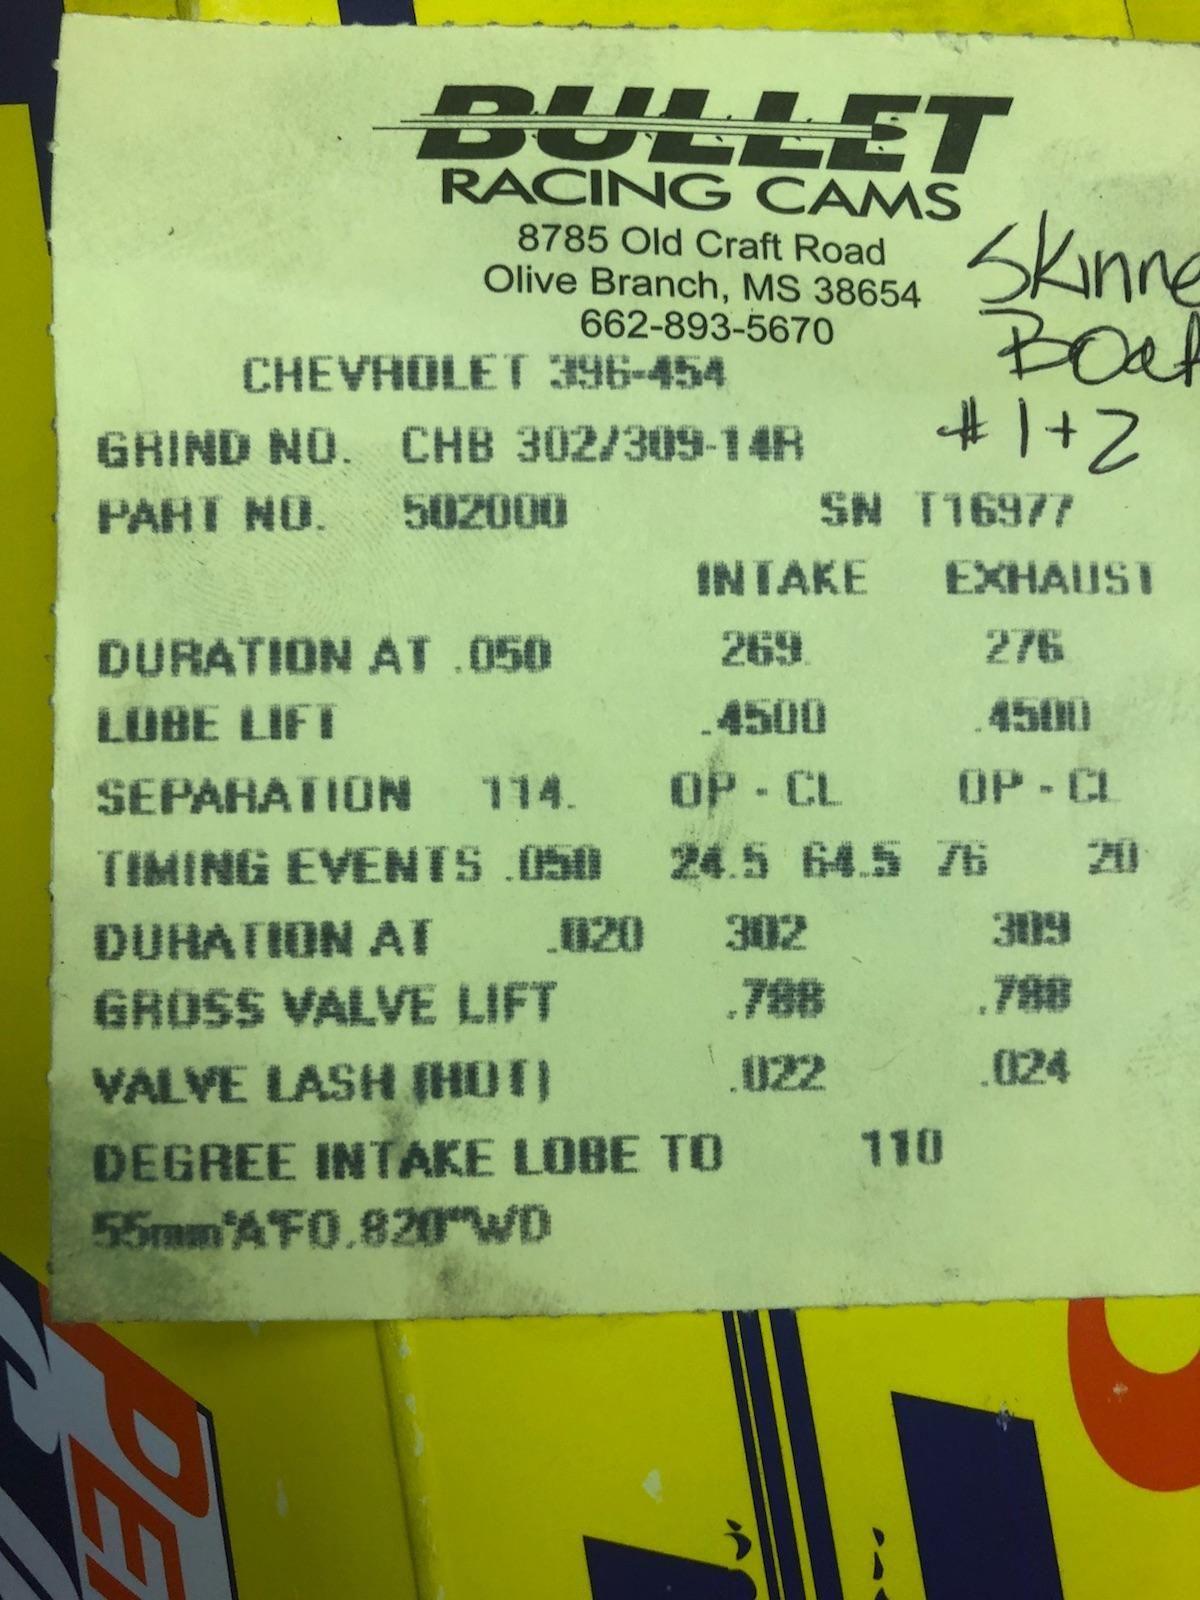 BULLET
RACING CAMS
8785 Old Craft Road
Olive Branch, MS 38654
662-893-5670
Skinne
Boat
#1+2
CHEVROLET 396-454
GRIND NO. CHB 302/309-14R
PART NO. 502000 SN T16977
INTAKE EXHAUST
DURATION AT .050 269. 276
LOBE LIFT .4500 .4500
SEPARATION 114. OP - CL OP - CL
TIMING EVENTS .050 24.5 64.5 76 20
DURATION AT .020 302 309
GROSS VALVE LIFT .788 .788
VALVE LASH (HOT) .022 .024
DEGREE INTAKE LOBE TO 110
55mm"A"FO.820""WD
PE